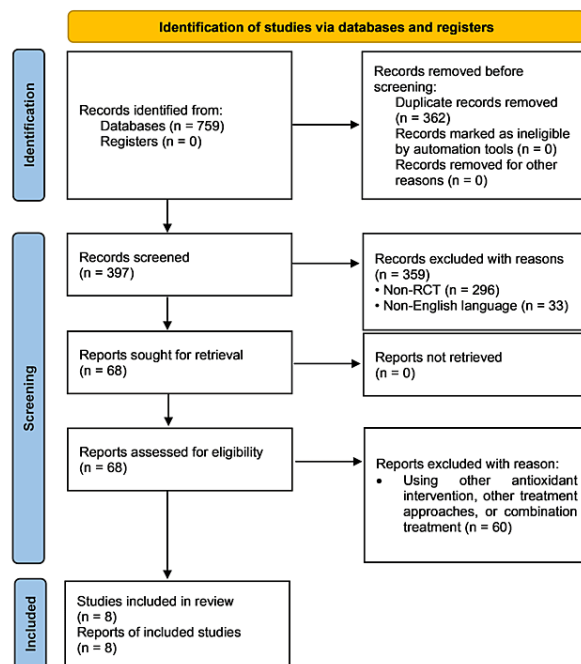 Identification of studies via databases and registers
Identification
Records identified from:
Databases (n = 759)
Registers (n = 0)
Records removed before
screening:
Duplicate records removed
(n = 362)
Records marked as ineligible
by automation tools (n = 0)
Records removed for other
reasons (n = 0)
Screening
Records screened
(n = 397)
Records excluded with reasons
(n = 359)
• Non-RCT (n = 296)
• Non-English language (n = 33)
Reports sought for retrieval
(n = 68)
Reports not retrieved
(n = 0)
Reports assessed for eligibility
(n = 68)
Reports excluded with reason:
• Using other antioxidant
intervention, other treatment
approaches, or combination
treatment (n = 60)
Included
Studies included in review
(n = 8)
Reports of included studies
(n = 8)